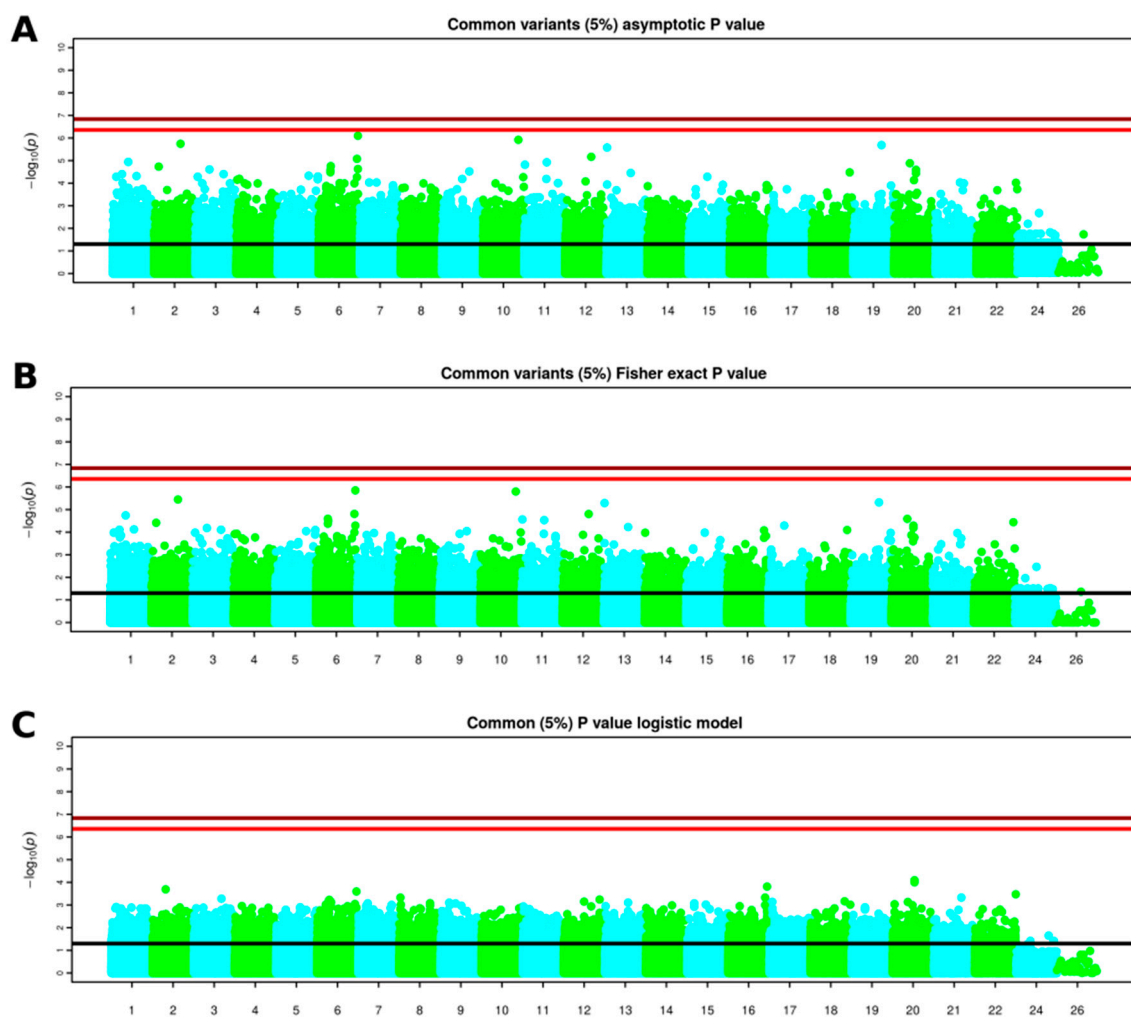 A
Common variants (5%) asymptotic P value
10
9
8
7
6
5
4
3
2
1
0
−log₁₀(p)
1 2 3 4 5 6 7 8 9 10 11 12 13 14 15 16 17 18 19 20 21 22 24 26
B
Common variants (5%) Fisher exact P value
10
9
8
7
6
5
4
3
2
1
0
−log₁₀(p)
1 2 3 4 5 6 7 8 9 10 11 12 13 14 15 16 17 18 19 20 21 22 24 26
C
Common (5%) P value logistic model
10
9
8
7
6
5
4
3
2
1
0
−log₁₀(p)
1 2 3 4 5 6 7 8 9 10 11 12 13 14 15 16 17 18 19 20 21 22 24 26